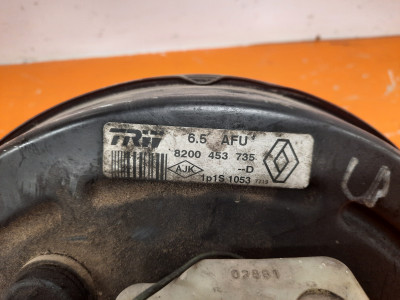 TRW 6.5 AFU
8200 453 735
AJK --D
1p1S 1053
02881